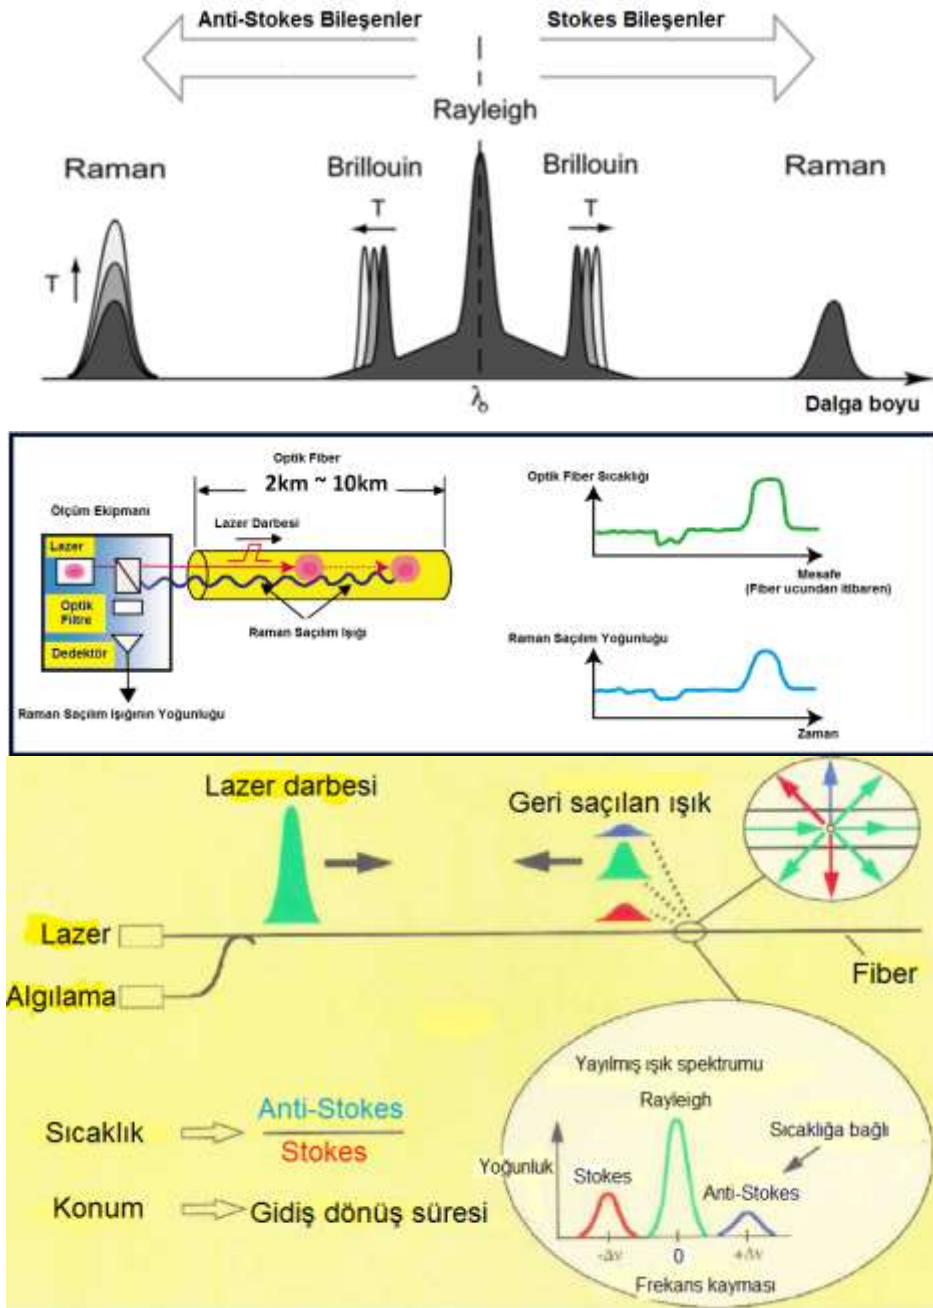 Anti-Stokes Bileşenler
Stokes Bileşenler
Rayleigh
Raman
Brillouin
Brillouin
Raman
T
T
T
λ₀
Dalga boyu
Optik Fiber
2km ~ 10km
Ölçüm Ekipmanı
Lazer Darbesi
Lazer
Optik
Filtre
Dedektör
Raman Saçılım Işığı
Raman Saçılım Işığının Yoğunluğu
Optik Fiber Sıcaklığı
Mesafe
(Fiber ucundan itibaren)
Raman Saçılım Yoğunluğu
Zaman
Lazer darbesi
Geri saçılan ışık
Lazer
Algılama
Fiber
Sıcaklık
Anti-Stokes
Stokes
Konum
Gidiş dönüş süresi
Yayılmış ışık spektrumu
Rayleigh
Sıcaklığa bağlı
Yoğunluk
Stokes
Anti-Stokes
-Δν
0
+Δν
Frekans kayması